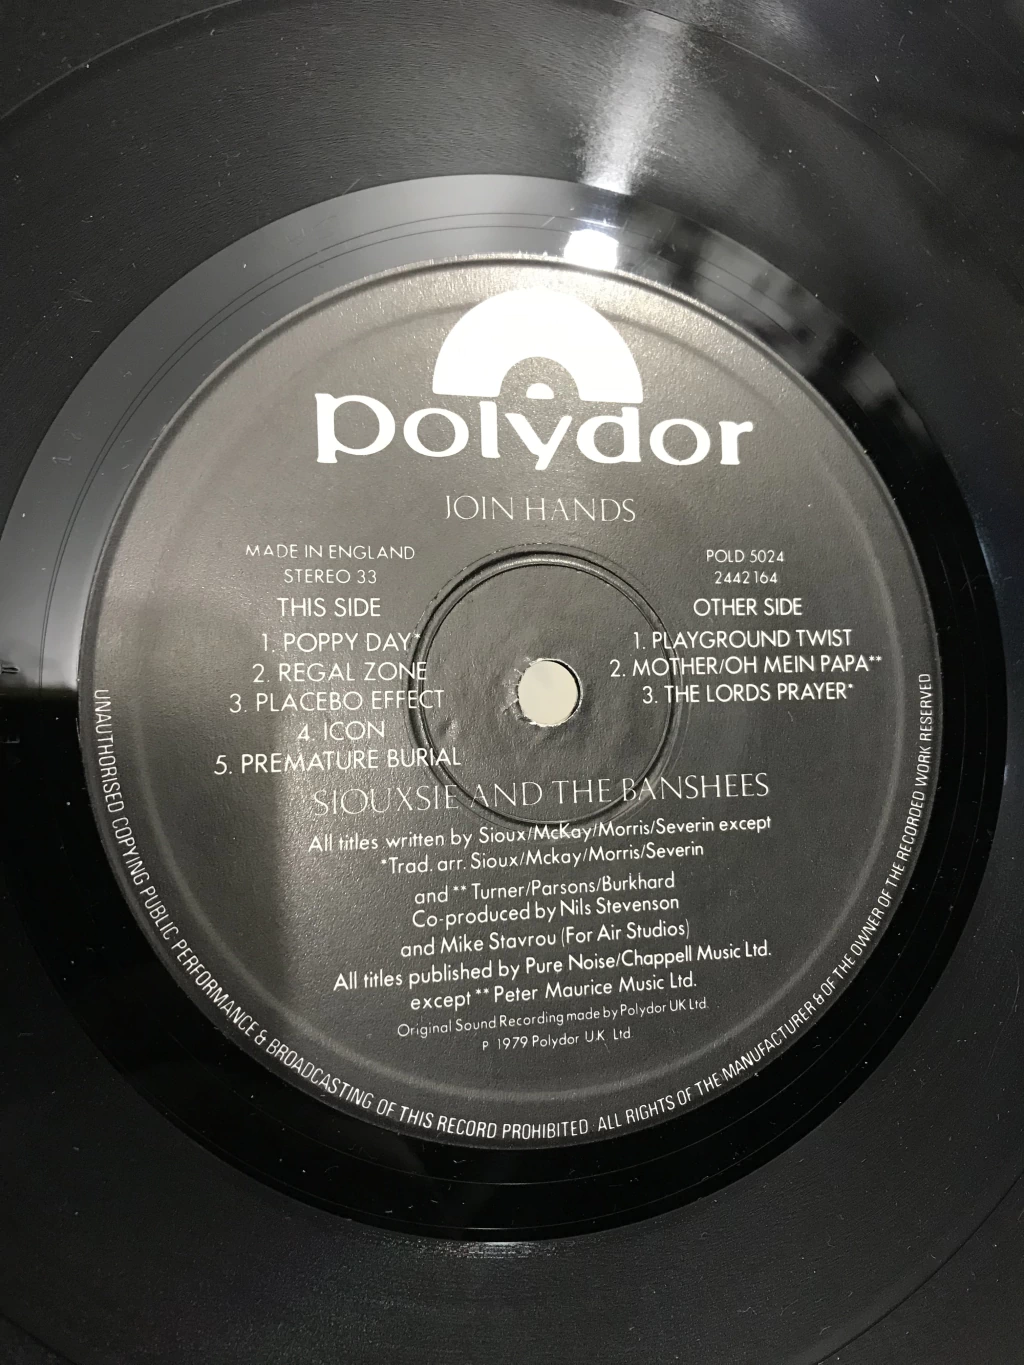 polydor
JOIN HANDS
MADE IN ENGLAND
STEREO 33
THIS SIDE
1. POPPY DAY*
2. REGAL ZONE
3. PLACEBO EFFECT
4. ICON
5. PREMATURE BURIAL
POLD 5024
2442 164
OTHER SIDE
1. PLAYGROUND TWIST
2. MOTHER/OH MEIN PAPA**
3. THE LORDS PRAYER*
SIOUXSIE AND THE BANSHEES
All titles written by Sioux/McKay/Morris/Severin except
*Trad. arr. Sioux/Mckay/Morris/Severin
and ** Turner/Parsons/Burkhard
Co-produced by Nils Stevenson
and Mike Stavrou (For Air Studios)
All titles published by Pure Noise/Chappell Music Ltd.
except ** Peter Maurice Music Ltd.
Original Sound Recording made by Polydor UK Ltd.
P 1979 Polydor U.K. Ltd.
UNAUTHORISED COPYING PUBLIC PERFORMANCE & BROADCASTING OF THIS RECORD PROHIBITED. ALL RIGHTS OF THE MANUFACTURER & OF THE OWNER OF THE RECORDED WORK RESERVED